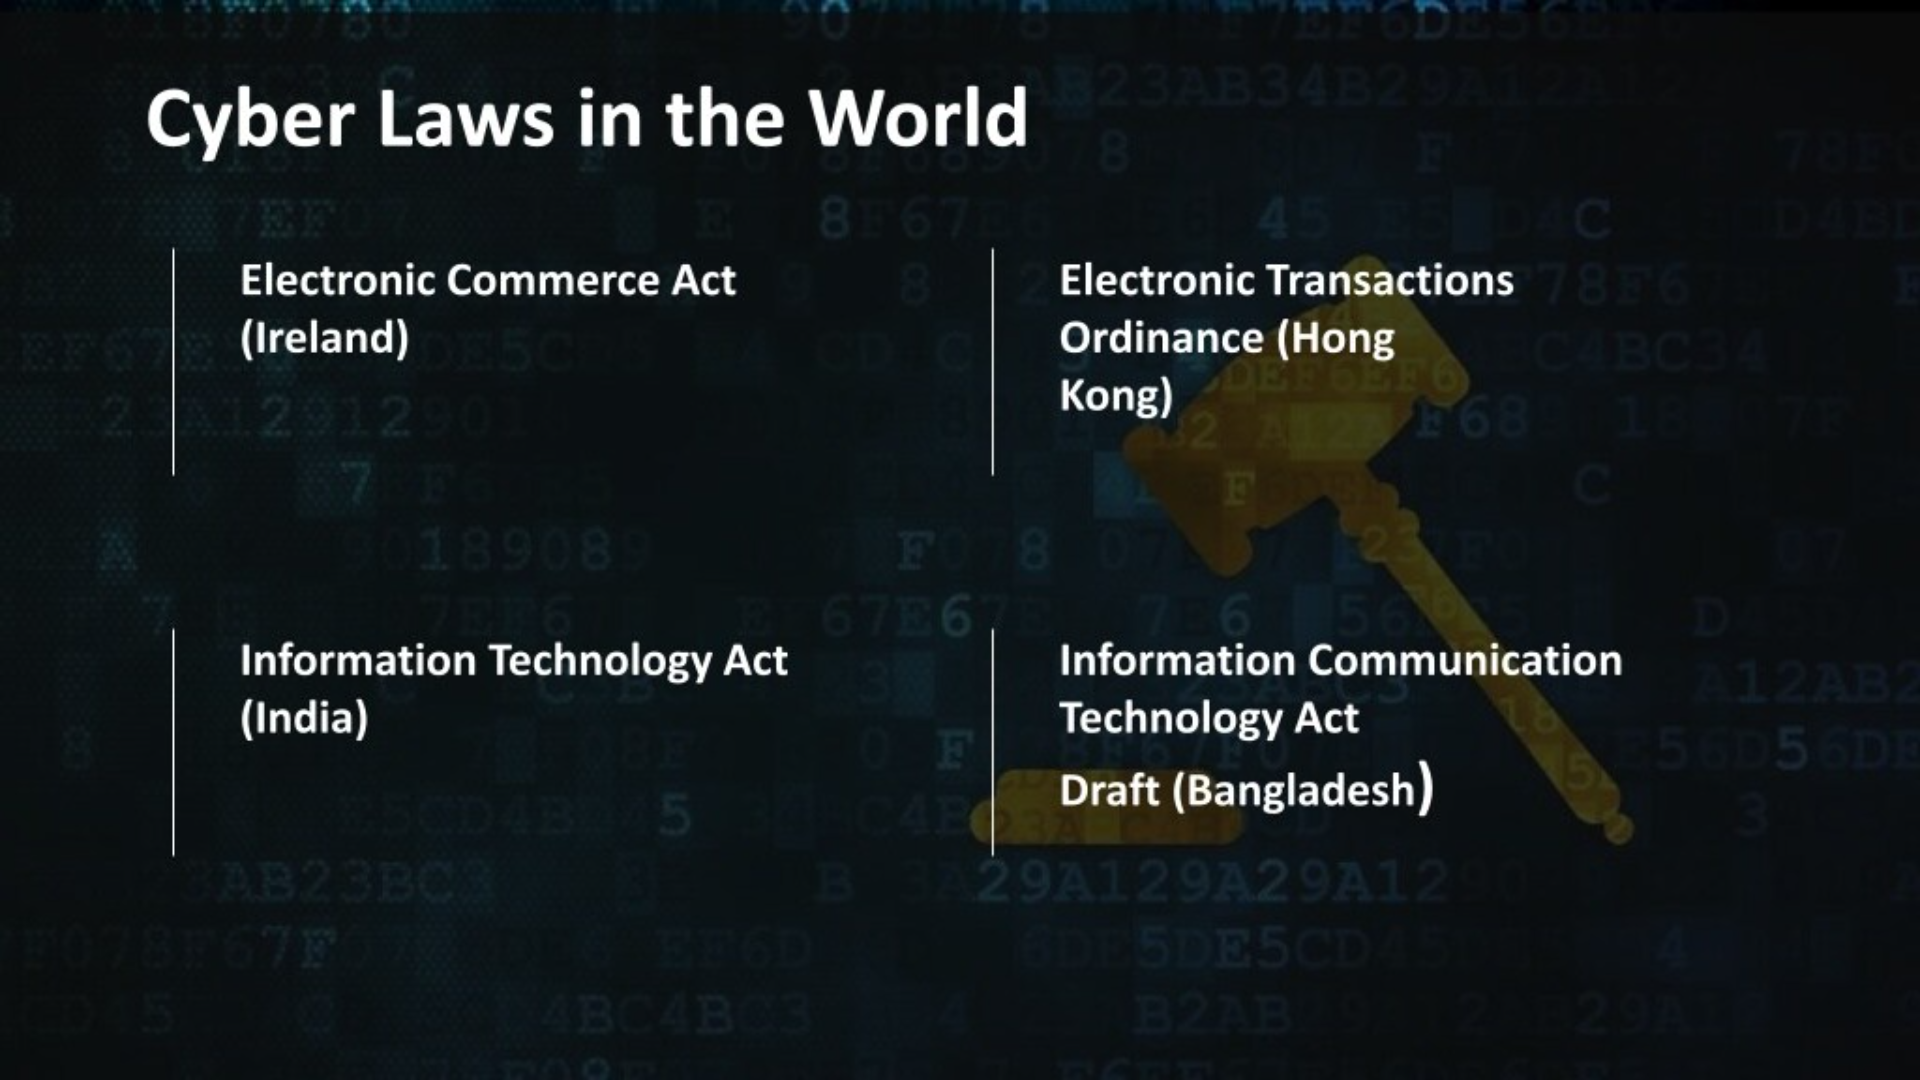 Cyber Laws in the World
Electronic Commerce Act
(Ireland)
Electronic Transactions
Ordinance (Hong
Kong)
Information Technology Act
(India)
Information Communication
Technology Act
Draft (Bangladesh)